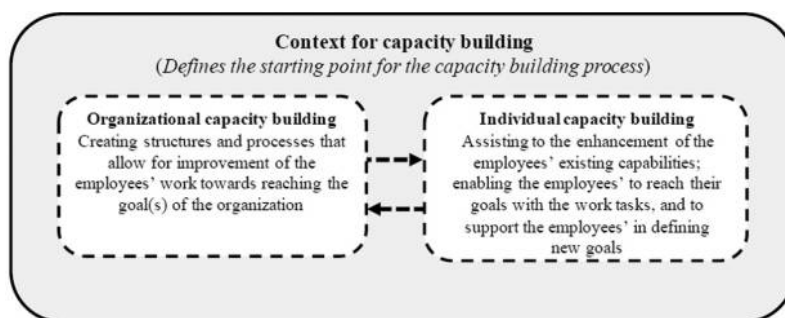 Context for capacity building
(Defines the starting point for the capacity building process)
Organizational capacity building
Creating structures and processes that
allow for improvement of the
employees' work towards reaching the
goal(s) of the organization
Individual capacity building
Assisting to the enhancement of the
employees' existing capabilities;
enabling the employees' to reach their
goals with the work tasks, and to
support the employees' in defining
new goals